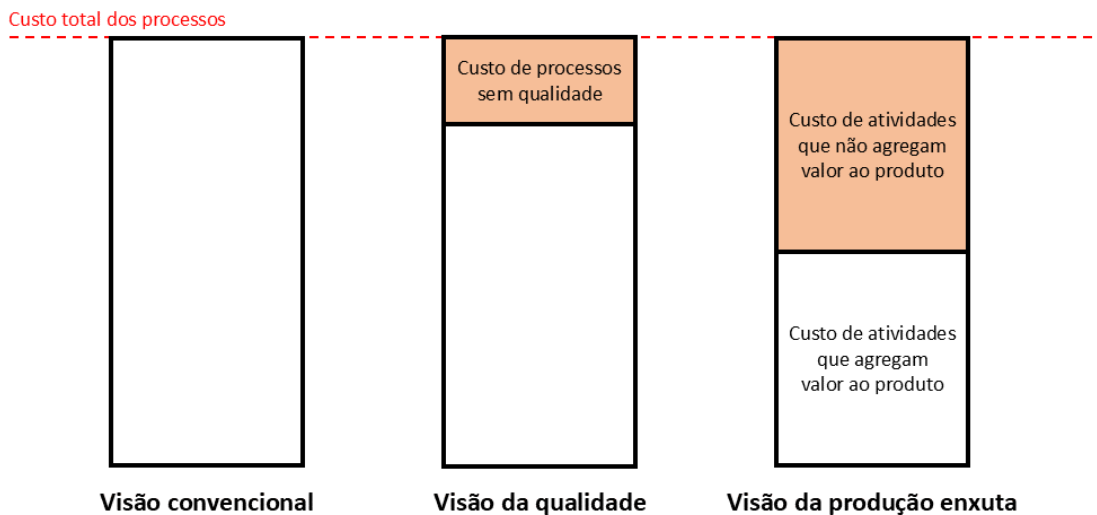 Custo total dos processos
Custo de processos
sem qualidade
Custo de atividades
que não agregam
valor ao produto
Custo de atividades
que agregam
valor ao produto
Visão convencional
Visão da qualidade
Visão da produção enxuta